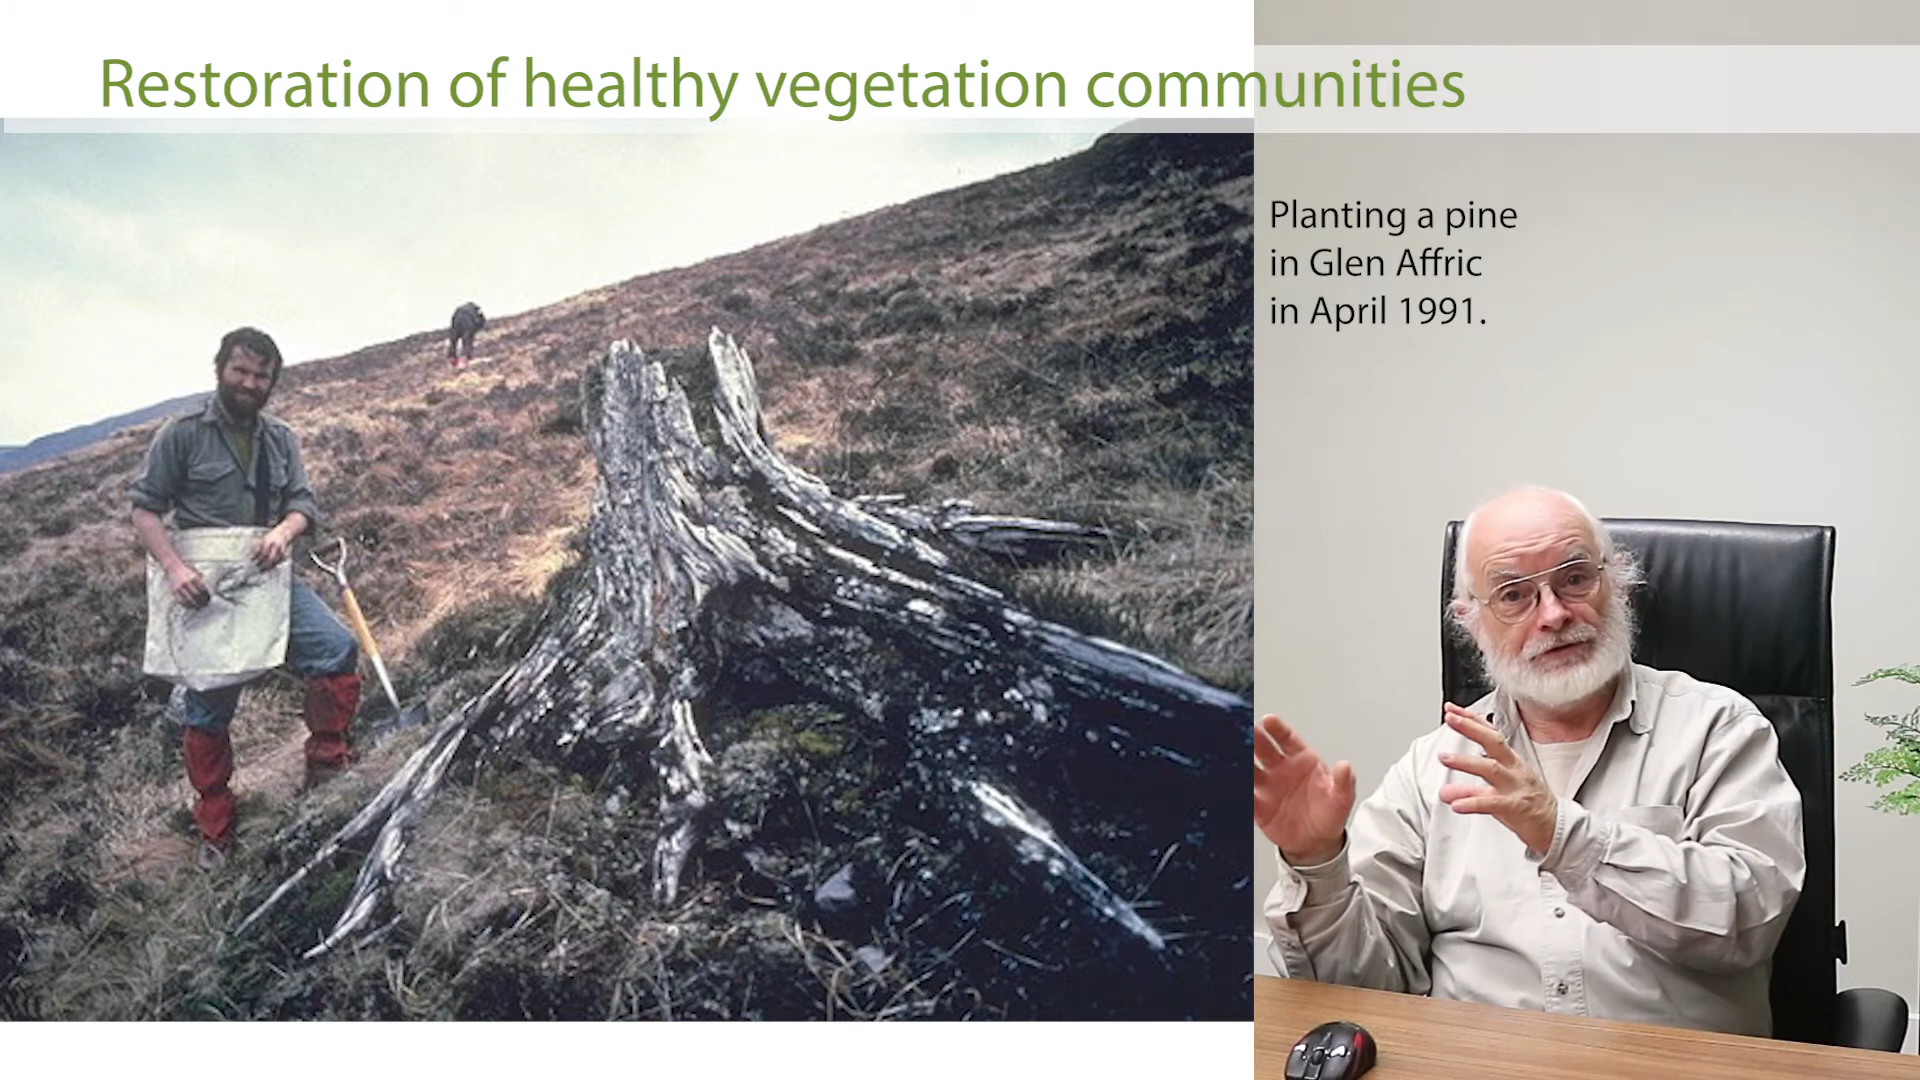 Restoration of healthy vegetation communities
Planting a pine
in Glen Affric
in April 1991.